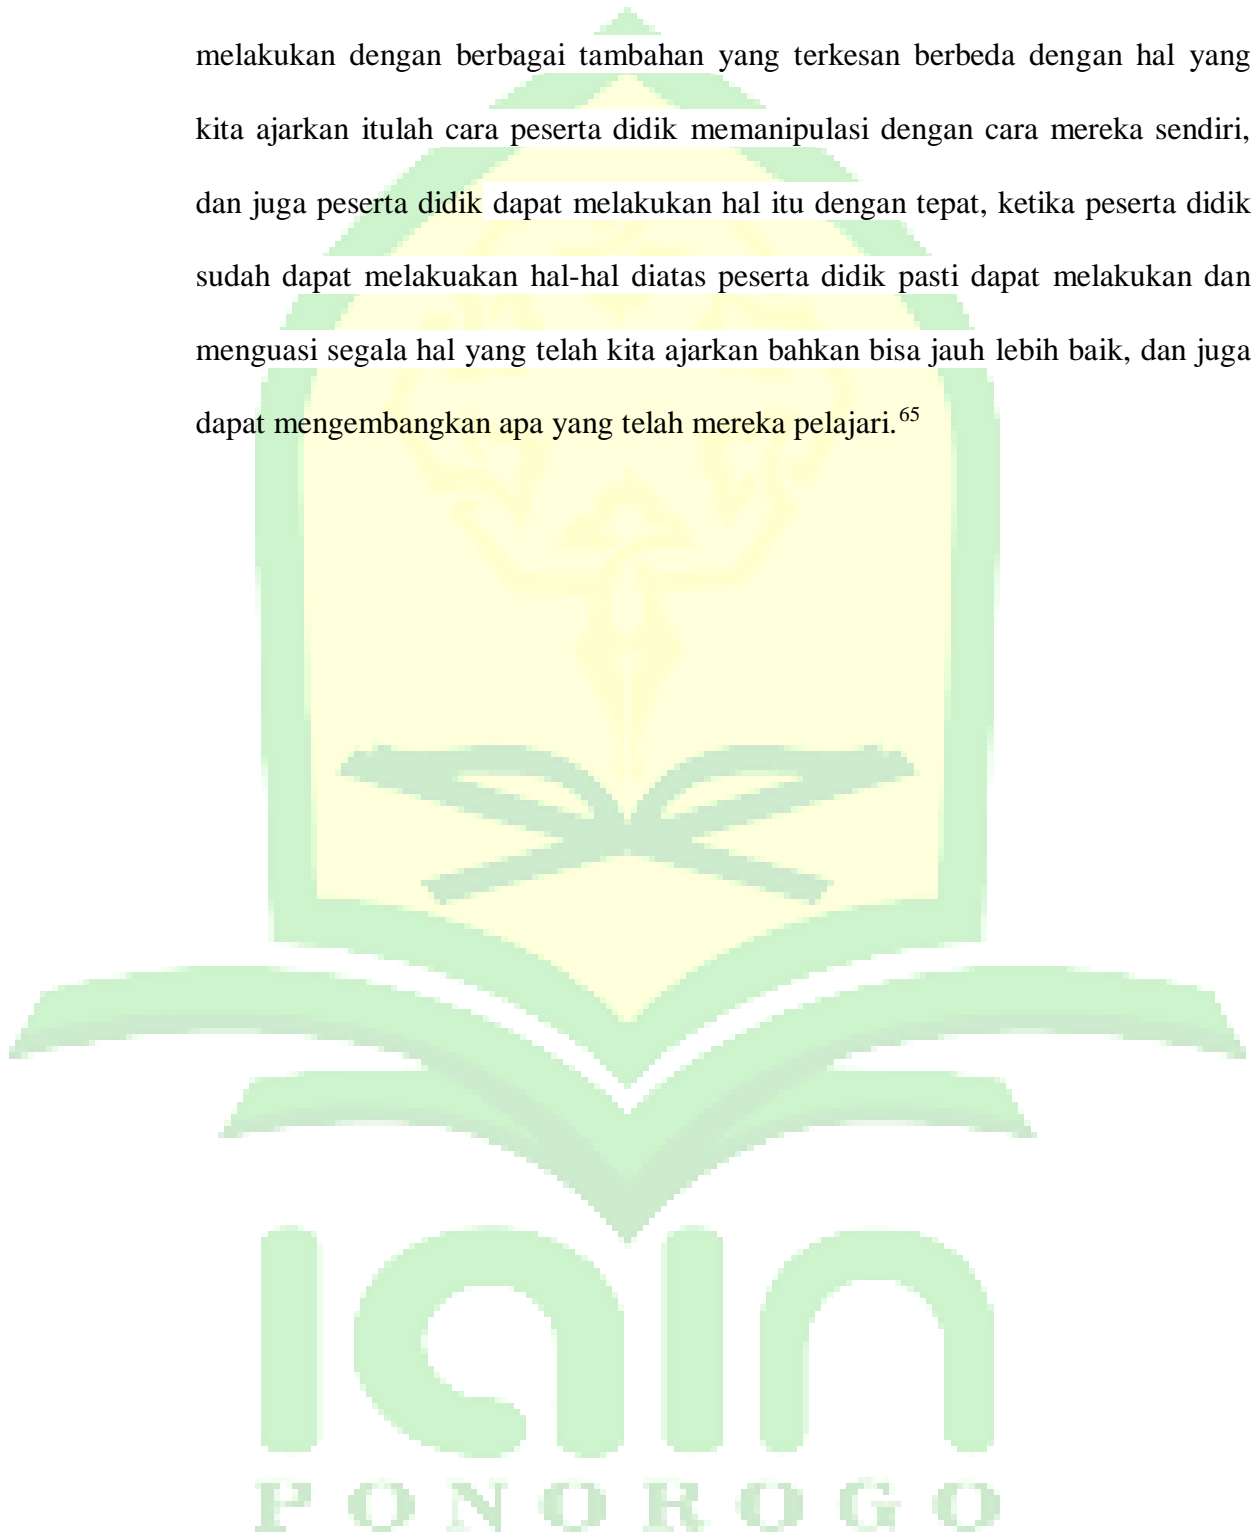 melakukan dengan berbagai tambahan yang terkesan berbeda dengan hal yang
kita ajarkan itulah cara peserta didik memanipulasi dengan cara mereka sendiri,
dan juga peserta didik dapat melakukan hal itu dengan tepat, ketika peserta didik
sudah dapat melakuakan hal-hal diatas peserta didik pasti dapat melakukan dan
menguasi segala hal yang telah kita ajarkan bahkan bisa jauh lebih baik, dan juga
dapat mengembangkan apa yang telah mereka pelajari.65
iain
PONOROGO